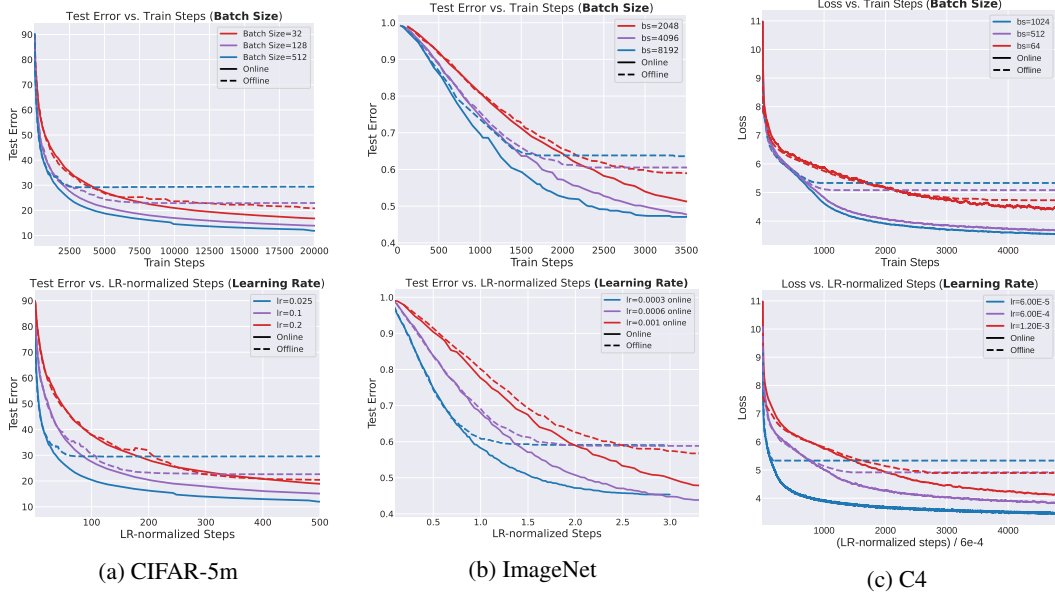 Test Error vs. Train Steps (Batch Size)
90
80
70
60
50
40
30
20
10
Test Error
Batch Size=32
Batch Size=128
Batch Size=512
Online
Offline
2500 5000 7500 10000 12500 15000 17500 20000
Train Steps
Test Error vs. Train Steps (Batch Size)
1.0
0.9
0.8
0.7
0.6
0.5
0.4
Test Error
bs=2048
bs=4096
bs=8192
Online
Offline
0 500 1000 1500 2000 2500 3000 3500
Train Steps
Loss vs. Train Steps (Batch Size)
11
10
9
8
7
6
5
4
Loss
bs=1024
bs=512
bs=64
Online
Offline
1000 2000 3000 4000
Train Steps
Test Error vs. LR-normalized Steps (Learning Rate)
90
80
70
60
50
40
30
20
10
Test Error
lr=0.025
lr=0.1
lr=0.2
Online
Offline
100 200 300 400 500
LR-normalized Steps
Test Error vs. LR-normalized Steps (Learning Rate)
1.0
0.9
0.8
0.7
0.6
0.5
0.4
Test Error
lr=0.0003 online
lr=0.0006 online
lr=0.001 online
Online
Offline
0.5 1.0 1.5 2.0 2.5 3.0
LR-normalized Steps
Loss vs. LR-normalized Steps (Learning Rate)
11
10
9
8
7
6
5
4
Loss
lr=6.00E-5
lr=6.00E-4
lr=1.20E-3
Online
Offline
1000 2000 3000 4000
(LR-normalized steps) / 6e-4
(a) CIFAR-5m
(b) ImageNet
(c) C4